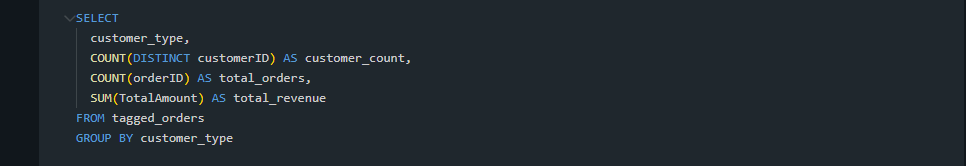 SELECT
customer_type,
COUNT(DISTINCT customerID) AS customer_count,
COUNT(orderID) AS total_orders,
SUM(TotalAmount) AS total_revenue
FROM tagged_orders
GROUP BY customer_type